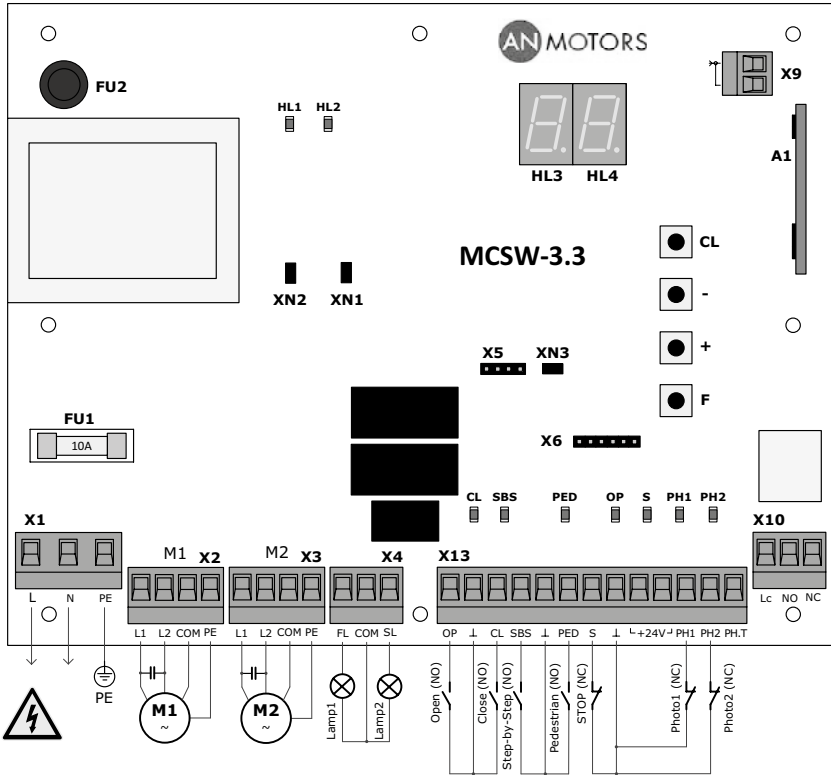 AN MOTORS
FU2
X9
HL1 HL2
A1
HL3 HL4
MCSW-3.3
CL
-
XN2 XN1
+
X5 XN3
F
FU1
X6
10A
CL SBS PED OP S PH1 PH2
X1
M1 X2 M2 X3 X4 X13 X10
L N PE
Lc NO NC
L1 L2 COM PE L1 L2 COM PE FL COM SL OP ⊥ CL SBS ⊥ PED S ⊥ +24V PH1 PH2 PH.T
PE
M1
~
M2
~
Lamp1
Lamp2
Open (NO)
Close (NO)
Step-by-Step (NO)
Pedestrian (NO)
STOP (NC)
Photo1 (NC)
Photo2 (NC)